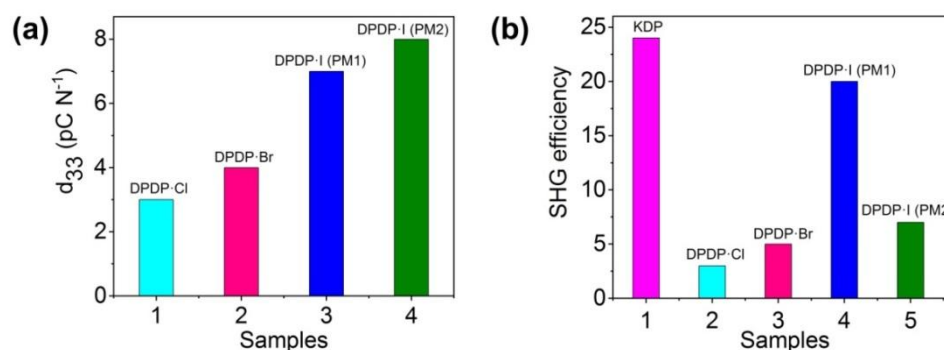 (a)
d33 (pC N-1)
8
6
4
2
0
DPDP·Cl
DPDP·Br
DPDP·I (PM1)
DPDP·I (PM2)
1 2 3 4
Samples
(b)
SHG efficiency
25
20
15
10
5
0
KDP
DPDP·Cl
DPDP·Br
DPDP·I (PM1)
DPDP·I (PM2
1 2 3 4 5
Samples